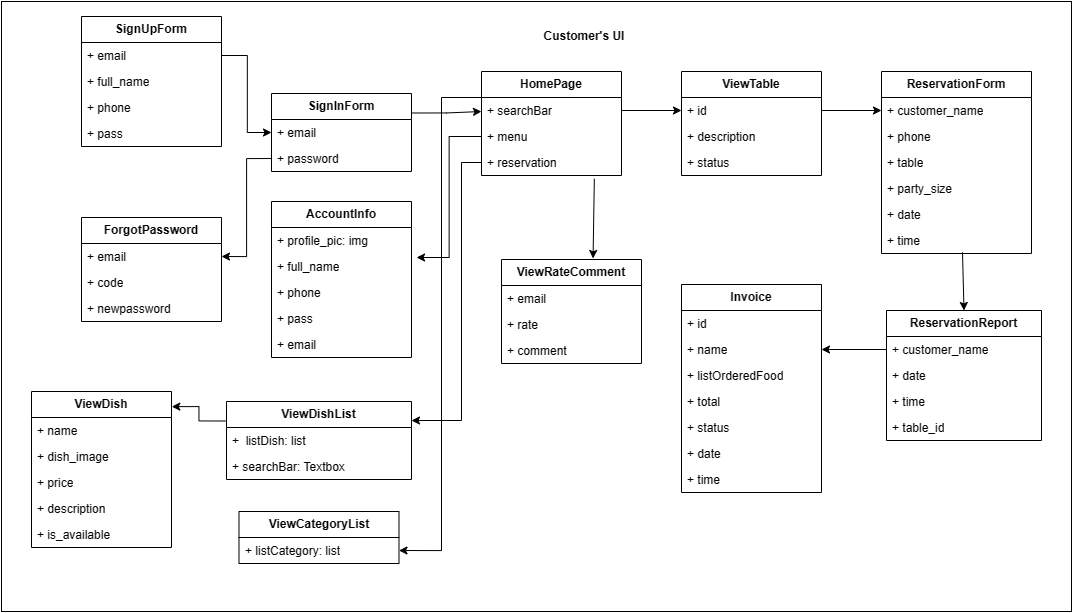 Customer's UI
SignUpForm
+ email
+ full_name
+ phone
+ pass
SignInForm
+ email
+ password
HomePage
+ searchBar
+ menu
+ reservation
ViewTable
+ id
+ description
+ status
ReservationForm
+ customer_name
+ phone
+ table
+ party_size
+ date
+ time
ForgotPassword
+ email
+ code
+ newpassword
AccountInfo
+ profile_pic: img
+ full_name
+ phone
+ pass
+ email
ViewRateComment
+ email
+ rate
+ comment
Invoice
+ id
+ name
+ listOrderedFood
+ total
+ status
+ date
+ time
ReservationReport
+ customer_name
+ date
+ time
+ table_id
ViewDish
+ name
+ dish_image
+ price
+ description
+ is_available
ViewDishList
+ listDish: list
+ searchBar: Textbox
ViewCategoryList
+ listCategory: list